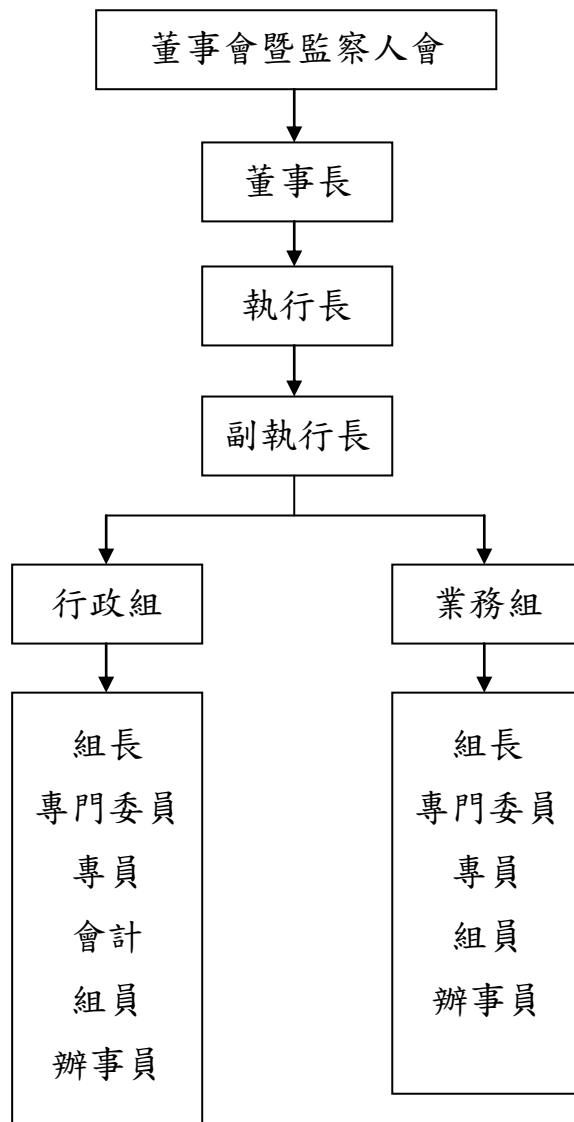 董事會暨監察人會
董事長
執行長
副執行長
行政組
業務組
組長
專門委員
專員
會計
組員
辦事員
組長
專門委員
專員
組員
辦事員